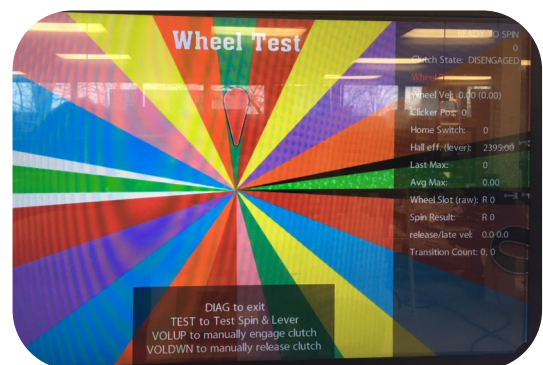 Wheel Test
READY TO SPIN
0
Clutch State: DISENGAGED
Wheel Vel: 0.00 (0.00)
Clicker Pos: 0
Home Switch: 0
Hall eff. (lever): 2399.00
Last Max: 0
Avg Max: 0.00
Wheel Slot (raw): R 0
Spin Result: R 0
release/late vel: 0.0 0.0
Transition Count: 0, 0
DIAG to exit
TEST to Test Spin & Lever
VOLUP to manually engage clutch
VOLDWN to manually release clutch